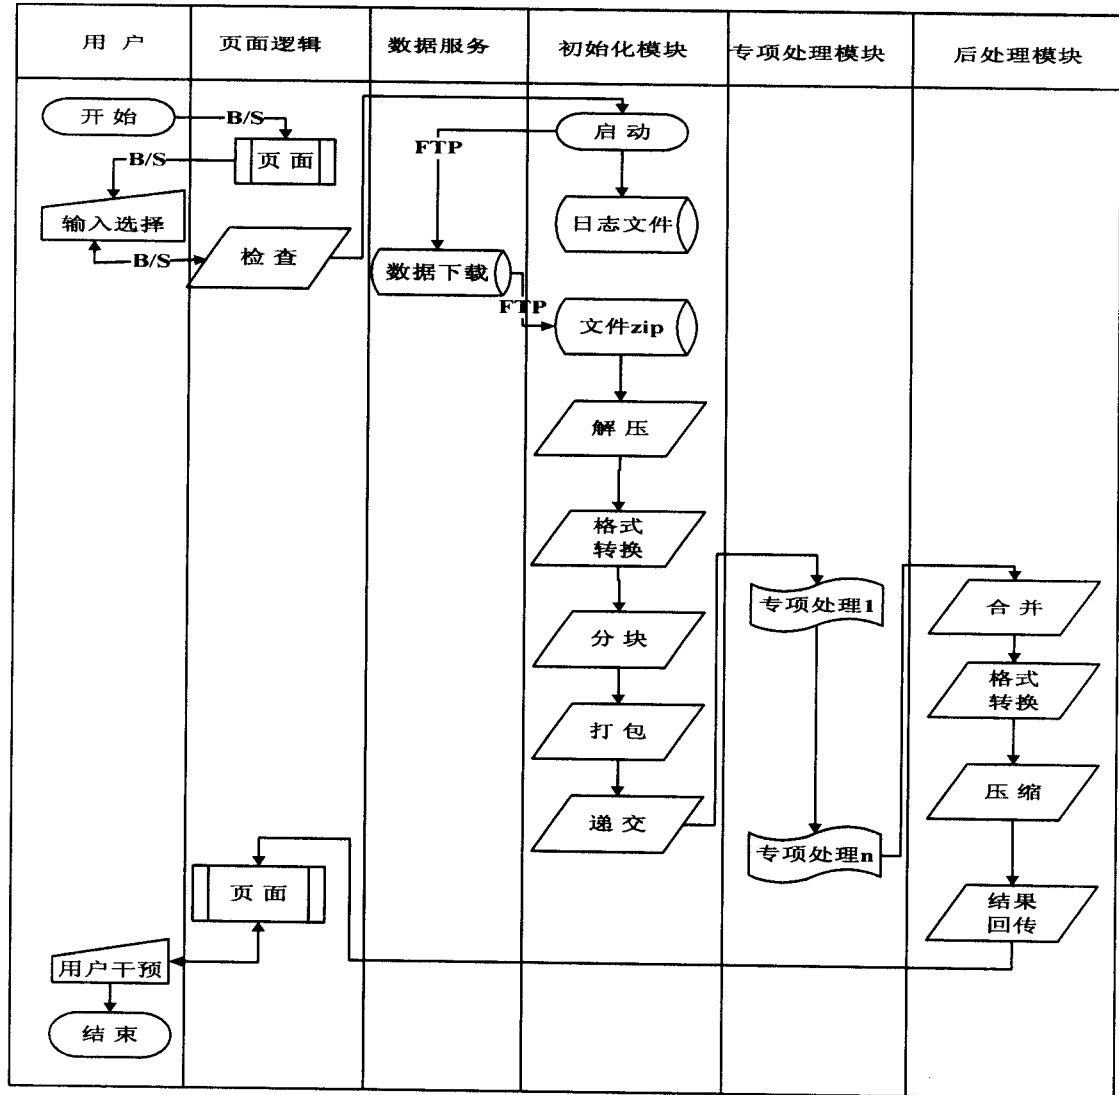 用户
页面逻辑
数据服务
初始化模块
专项处理模块
后处理模块
开始
B/S
页面
B/S
输入选择
B/S
检查
启动
FTP
日志文件
数据下载
FTP
文件zip
解压
格式
转换
分块
打包
递交
专项处理1
专项处理n
合并
格式
转换
压缩
结果
回传
页面
用户干预
结束